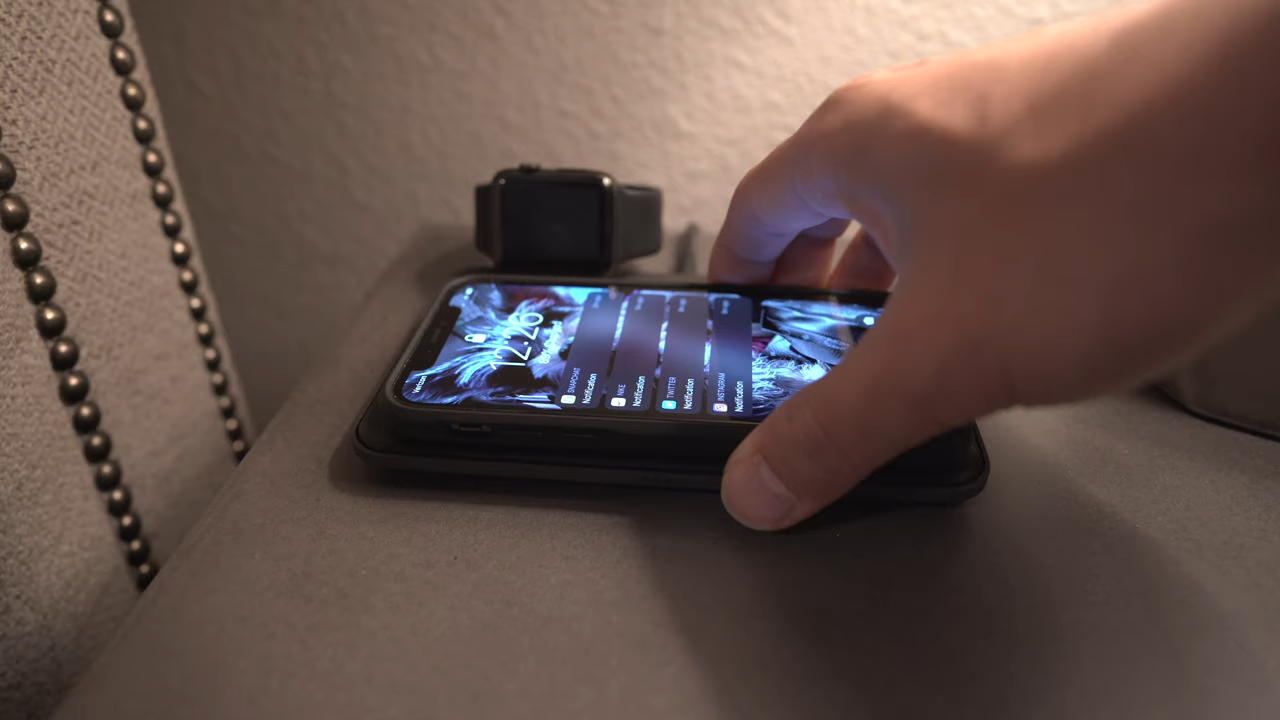 Verizon
12:26
SNAPCHAT
Notification
NIKE
Notification
TWITTER
Notification
INSTAGRAM
Notification